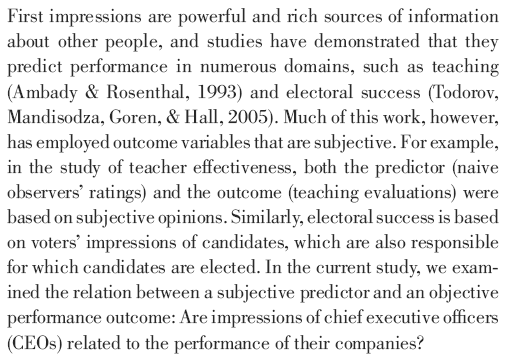 First impressions are powerful and rich sources of information
about other people, and studies have demonstrated that they
predict performance in numerous domains, such as teaching
(Ambady & Rosenthal, 1993) and electoral success (Todorov,
Mandisodza, Goren, & Hall, 2005). Much of this work, however,
has employed outcome variables that are subjective. For example,
in the study of teacher effectiveness, both the predictor (naive
observers' ratings) and the outcome (teaching evaluations) were
based on subjective opinions. Similarly, electoral success is based
on voters' impressions of candidates, which are also responsible
for which candidates are elected. In the current study, we exam-
ined the relation between a subjective predictor and an objective
performance outcome: Are impressions of chief executive officers
(CEOs) related to the performance of their companies?